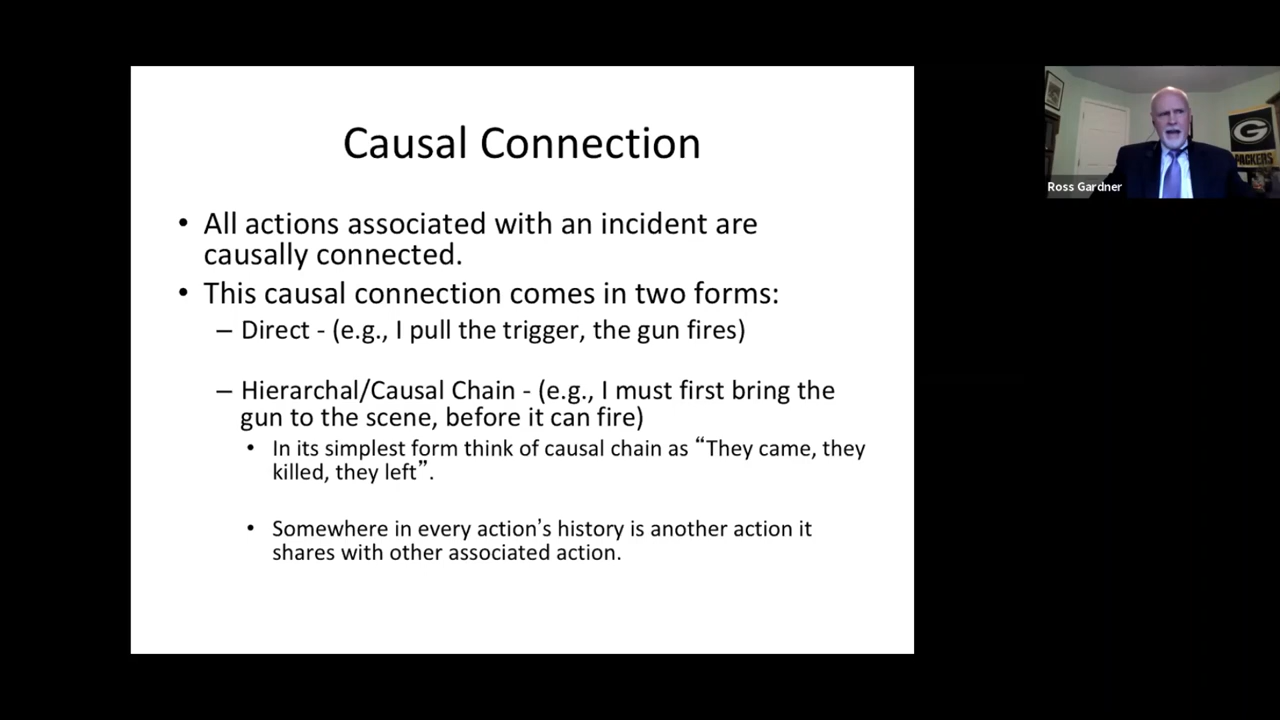 Causal Connection
• All actions associated with an incident are
causally connected.
• This causal connection comes in two forms:
– Direct - (e.g., I pull the trigger, the gun fires)
– Hierarchal/Causal Chain - (e.g., I must first bring the
gun to the scene, before it can fire)
• In its simplest form think of causal chain as “They came, they
killed, they left”.
• Somewhere in every action’s history is another action it
shares with other associated action.
G
PACKERS
Ross Gardner